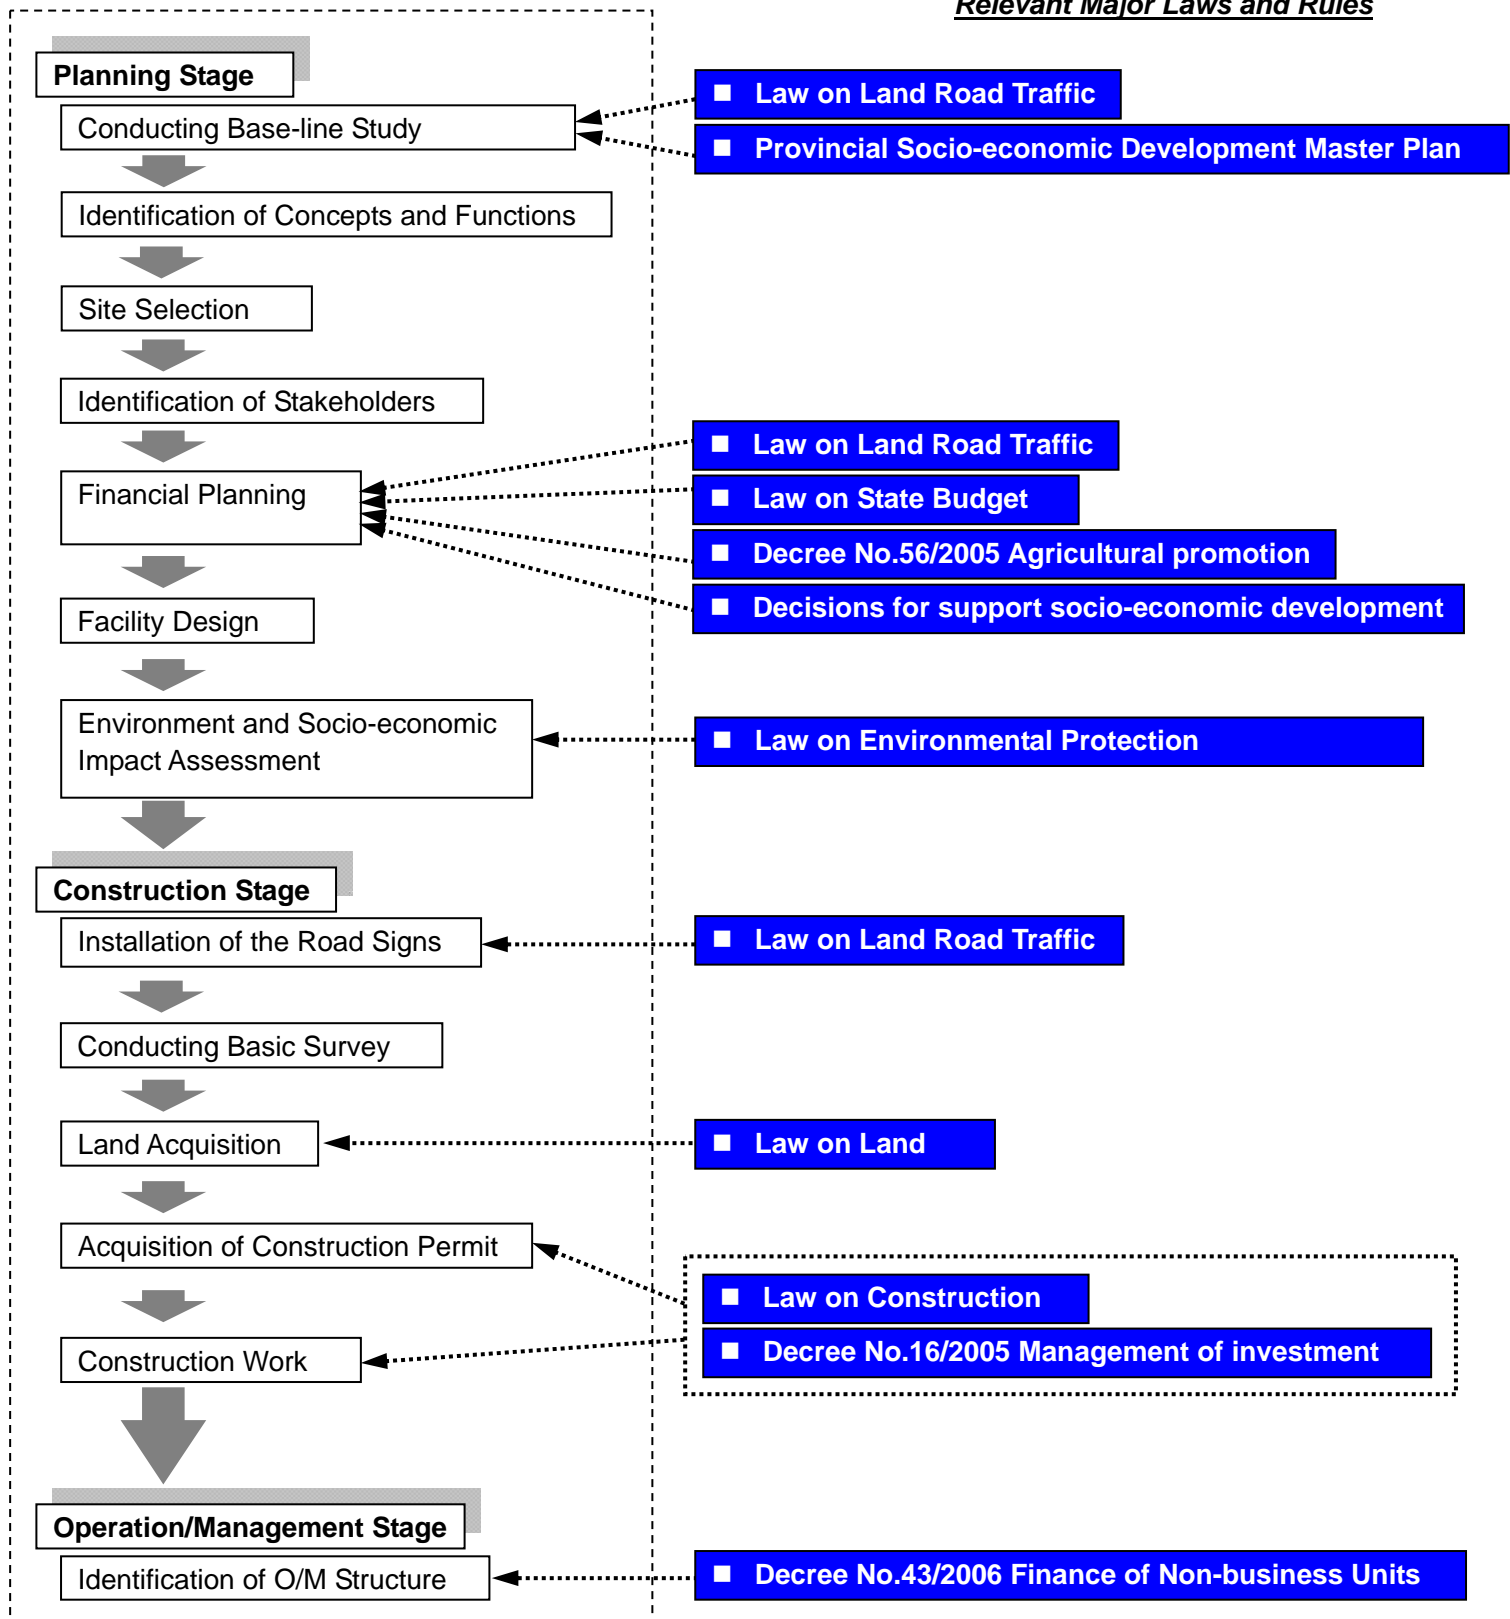 Relevant Major Laws and Rules
Planning Stage
Conducting Base-line Study
■ Law on Land Road Traffic
■ Provincial Socio-economic Development Master Plan
Identification of Concepts and Functions
Site Selection
Identification of Stakeholders
Financial Planning
■ Law on Land Road Traffic
■ Law on State Budget
■ Decree No.56/2005 Agricultural promotion
■ Decisions for support socio-economic development
Facility Design
Environment and Socio-economic
Impact Assessment
■ Law on Environmental Protection
Construction Stage
Installation of the Road Signs
■ Law on Land Road Traffic
Conducting Basic Survey
Land Acquisition
■ Law on Land
Acquisition of Construction Permit
■ Law on Construction
■ Decree No.16/2005 Management of investment
Construction Work
Operation/Management Stage
Identification of O/M Structure
■ Decree No.43/2006 Finance of Non-business Units